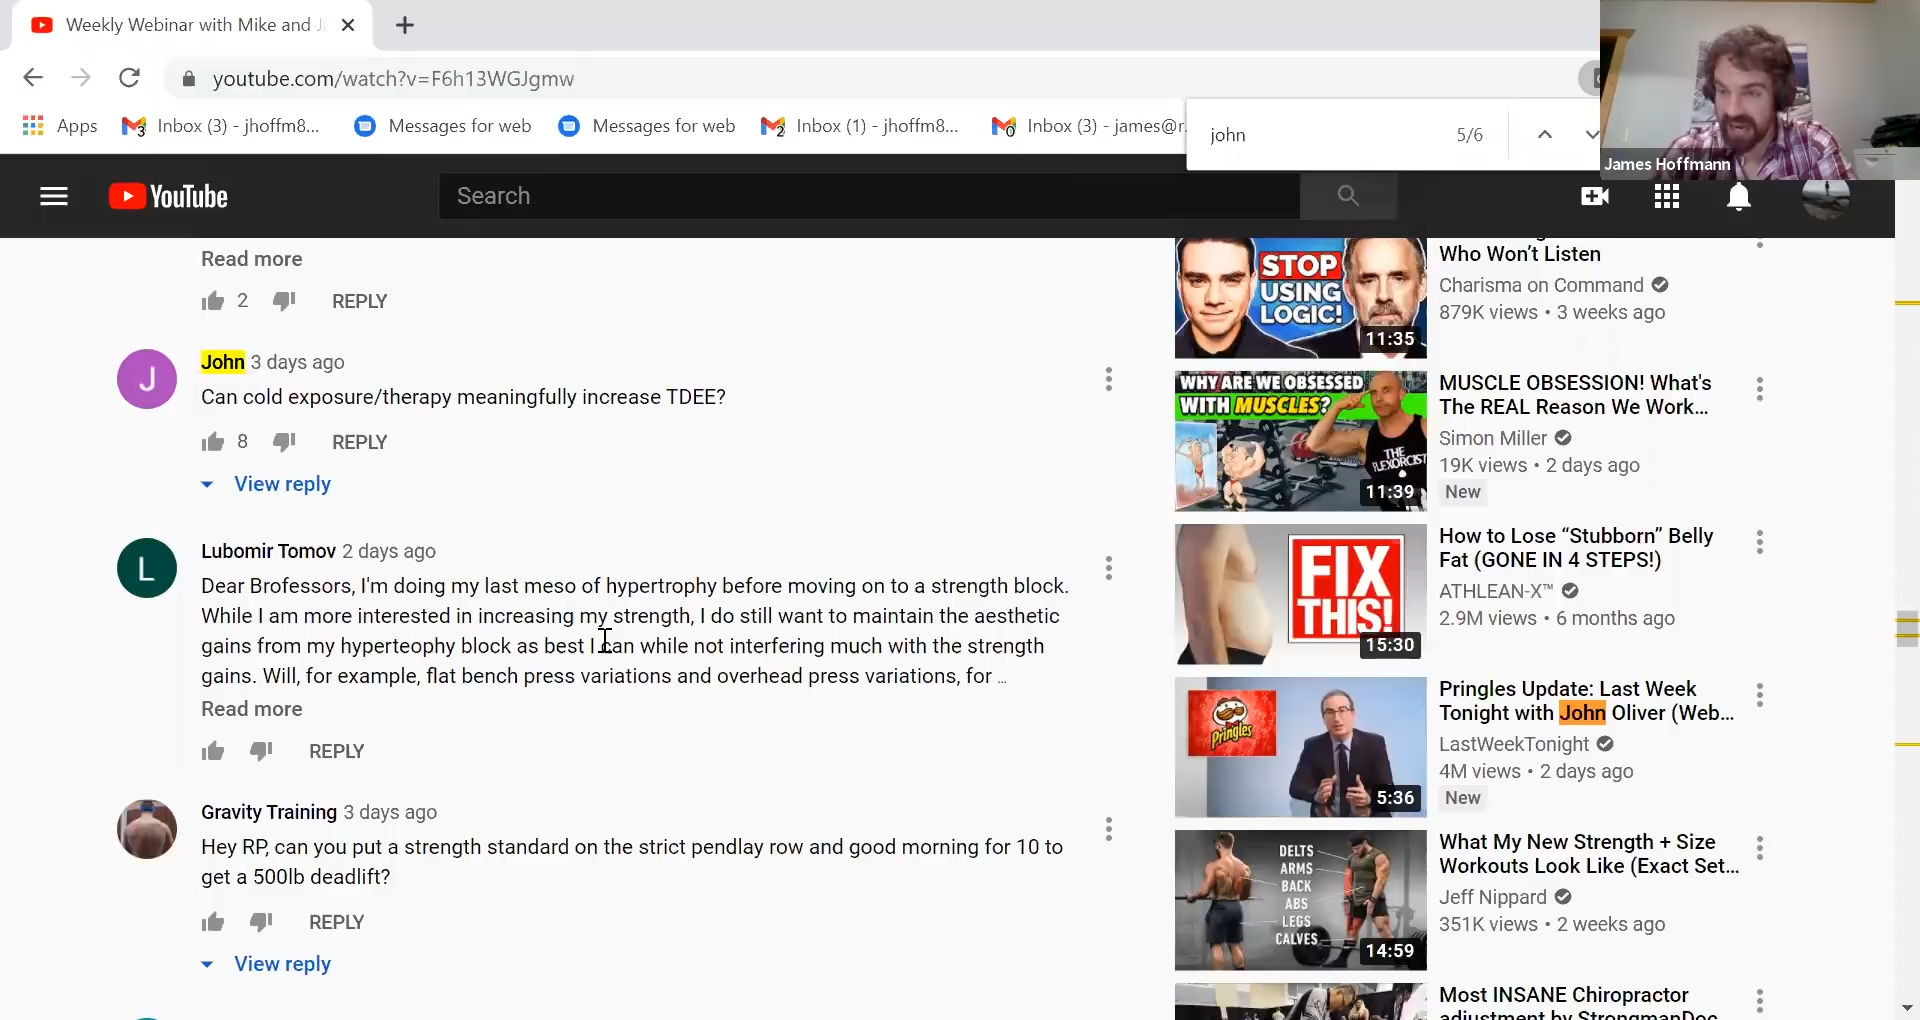 Weekly Webinar with Mike and J
youtube.com/watch?v=F6h13WGJgmw
Apps
Inbox (3) - jhoffm8...
Messages for web
Messages for web
Inbox (1) - jhoffm8...
Inbox (3) - james@r
john
5/6
James Hoffmann
YouTube
Search
Read more
2
REPLY
John 3 days ago
Can cold exposure/therapy meaningfully increase TDEE?
8
REPLY
View reply
Lubomir Tomov 2 days ago
Dear Brofessors, I'm doing my last meso of hypertrophy before moving on to a strength block.
While I am more interested in increasing my strength, I do still want to maintain the aesthetic
gains from my hyperteophy block as best I can while not interfering much with the strength
gains. Will, for example, flat bench press variations and overhead press variations, for ...
Read more
REPLY
Gravity Training 3 days ago
Hey RP, can you put a strength standard on the strict pendlay row and good morning for 10 to
get a 500lb deadlift?
REPLY
View reply
STOP
USING
LOGIC!
11:35
Who Won't Listen
Charisma on Command
879K views • 3 weeks ago
WHY ARE WE OBSESSED
WITH MUSCLES?
THE
FLEXORCIST
11:39
MUSCLE OBSESSION! What's
The REAL Reason We Work...
Simon Miller
19K views • 2 days ago
New
FIX
THIS!
15:30
How to Lose “Stubborn” Belly
Fat (GONE IN 4 STEPS!)
ATHLEAN-X™
2.9M views • 6 months ago
Pringles
5:36
Pringles Update: Last Week
Tonight with John Oliver (Web...
LastWeekTonight
4M views • 2 days ago
New
DELTS
ARMS
BACK
ABS
LEGS
CALVES
14:59
What My New Strength + Size
Workouts Look Like (Exact Set...
Jeff Nippard
351K views • 2 weeks ago
Most INSANE Chiropractor
adjustment by StrongmanDoc